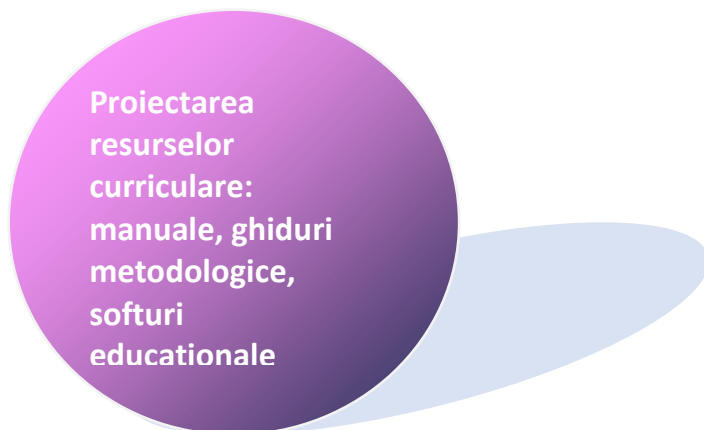 Proiectarea
resurselor
curriculare:
manuale, ghiduri
metodologice,
softuri
educationale